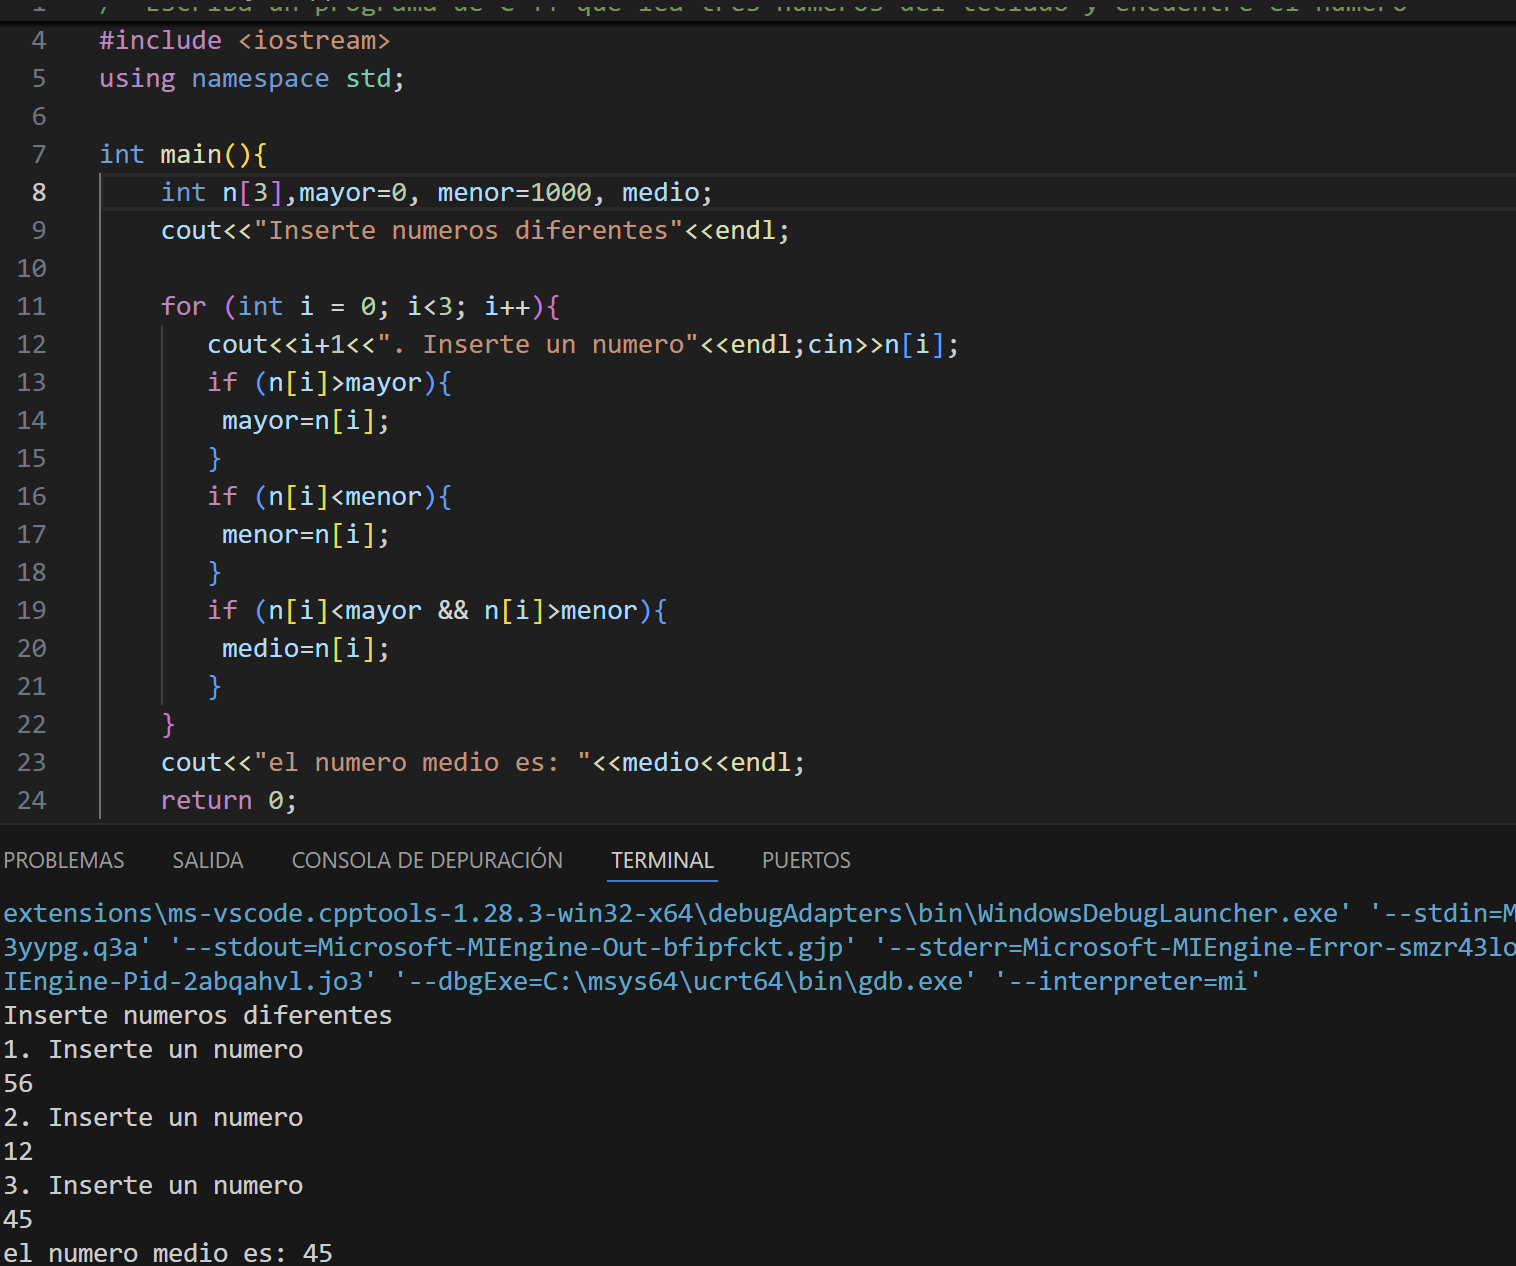 1 /* Escriba un programa de C++ que lea tres numeros del teclado y encuentre el numero
4 #include <iostream>
5 using namespace std;
6
7 int main(){
8 int n[3],mayor=0, menor=1000, medio;
9 cout<<"Inserte numeros diferentes"<<endl;
10
11 for (int i = 0; i<3; i++){
12 cout<<i+1<<". Inserte un numero"<<endl;cin>>n[i];
13 if (n[i]>mayor){
14 mayor=n[i];
15 }
16 if (n[i]<menor){
17 menor=n[i];
18 }
19 if (n[i]<mayor && n[i]>menor){
20 medio=n[i];
21 }
22 }
23 cout<<"el numero medio es: "<<medio<<endl;
24 return 0;
PROBLEMAS SALIDA CONSOLA DE DEPURACIÓN TERMINAL PUERTOS
extensions\ms-vscode.cpptools-1.28.3-win32-x64\debugAdapters\bin\WindowsDebugLauncher.exe' '--stdin=M
3yypg.q3a' '--stdout=Microsoft-MIEngine-Out-bfipfckt.gjp' '--stderr=Microsoft-MIEngine-Error-smzr43lo
IEngine-Pid-2abqahvl.jo3' '--dbgExe=C:\msys64\ucrt64\bin\gdb.exe' '--interpreter=mi'
Inserte numeros diferentes
1. Inserte un numero
56
2. Inserte un numero
12
3. Inserte un numero
45
el numero medio es: 45